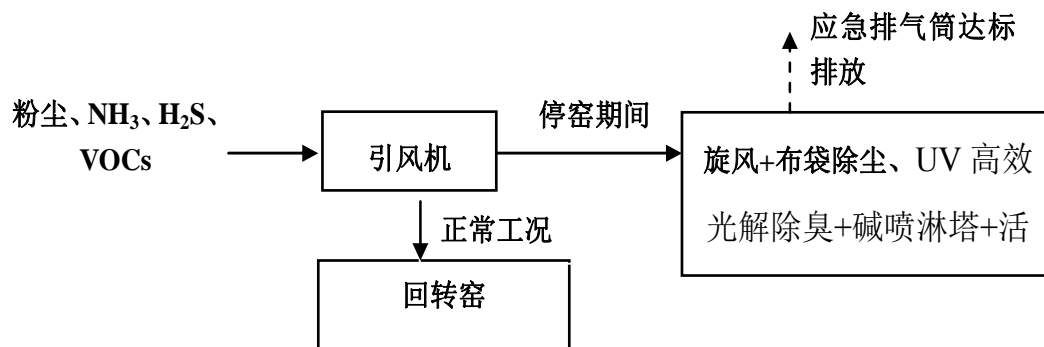 应急排气筒达标
排放
粉尘、NH₃、H₂S、
VOCs
引风机
停窑期间
旋风+布袋除尘、UV 高效
光解除臭+碱喷淋塔+活
正常工况
回转窑